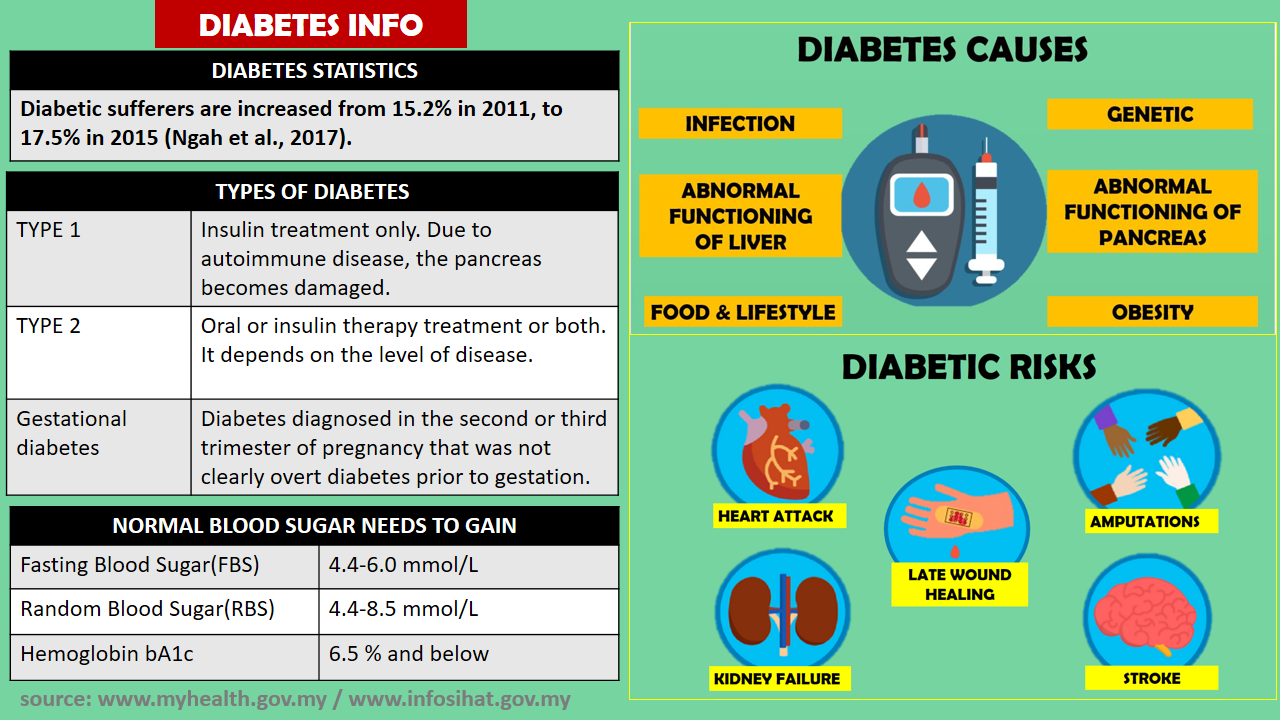 DIABETES INFO
DIABETES STATISTICS
Diabetic sufferers are increased from 15.2% in 2011, to
17.5% in 2015 (Ngah et al., 2017).
TYPES OF DIABETES
TYPE 1
Insulin treatment only. Due to
autoimmune disease, the pancreas
becomes damaged.
TYPE 2
Oral or insulin therapy treatment or both.
It depends on the level of disease.
Gestational
diabetes
Diabetes diagnosed in the second or third
trimester of pregnancy that was not
clearly overt diabetes prior to gestation.
NORMAL BLOOD SUGAR NEEDS TO GAIN
Fasting Blood Sugar(FBS)
4.4-6.0 mmol/L
Random Blood Sugar(RBS)
4.4-8.5 mmol/L
Hemoglobin bA1c
6.5 % and below
source: www.myhealth.gov.my / www.infosihat.gov.my
DIABETES CAUSES
INFECTION
GENETIC
ABNORMAL
FUNCTIONING
OF LIVER
ABNORMAL
FUNCTIONING OF
PANCREAS
FOOD & LIFESTYLE
OBESITY
DIABETIC RISKS
HEART ATTACK
AMPUTATIONS
LATE WOUND
HEALING
KIDNEY FAILURE
STROKE